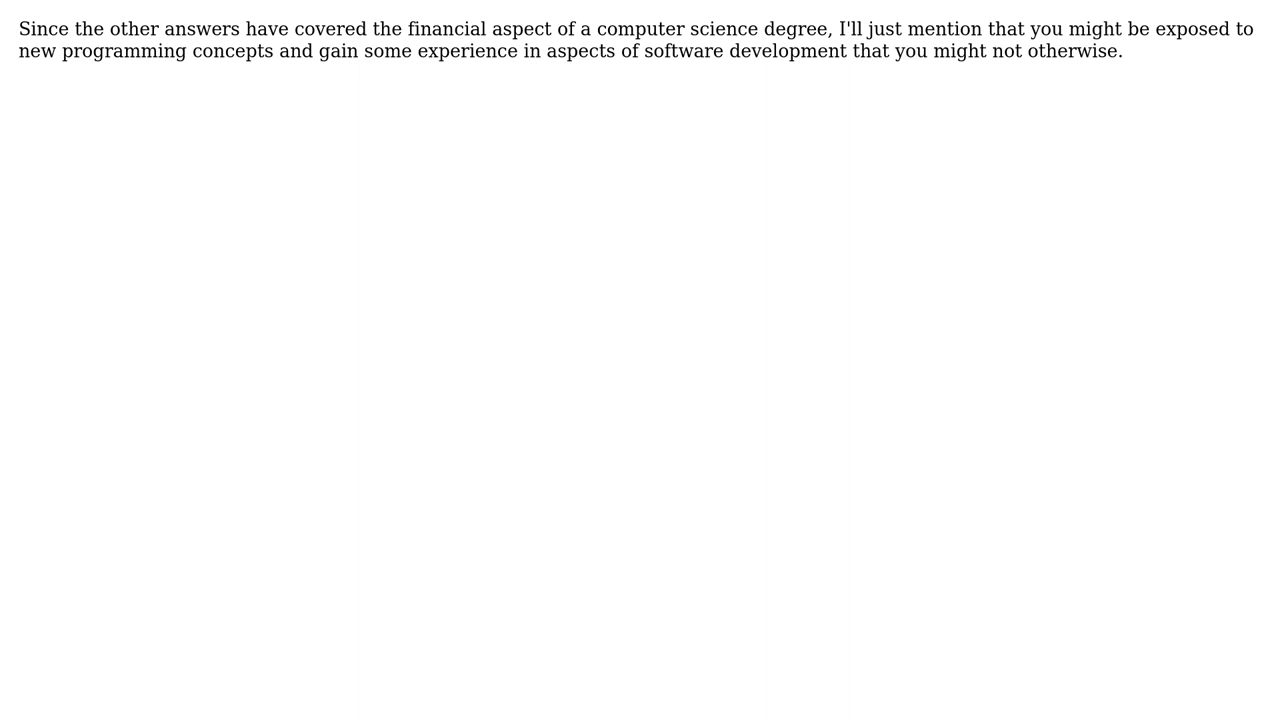 Since the other answers have covered the financial aspect of a computer science degree, I'll just mention that you might be exposed to
new programming concepts and gain some experience in aspects of software development that you might not otherwise.